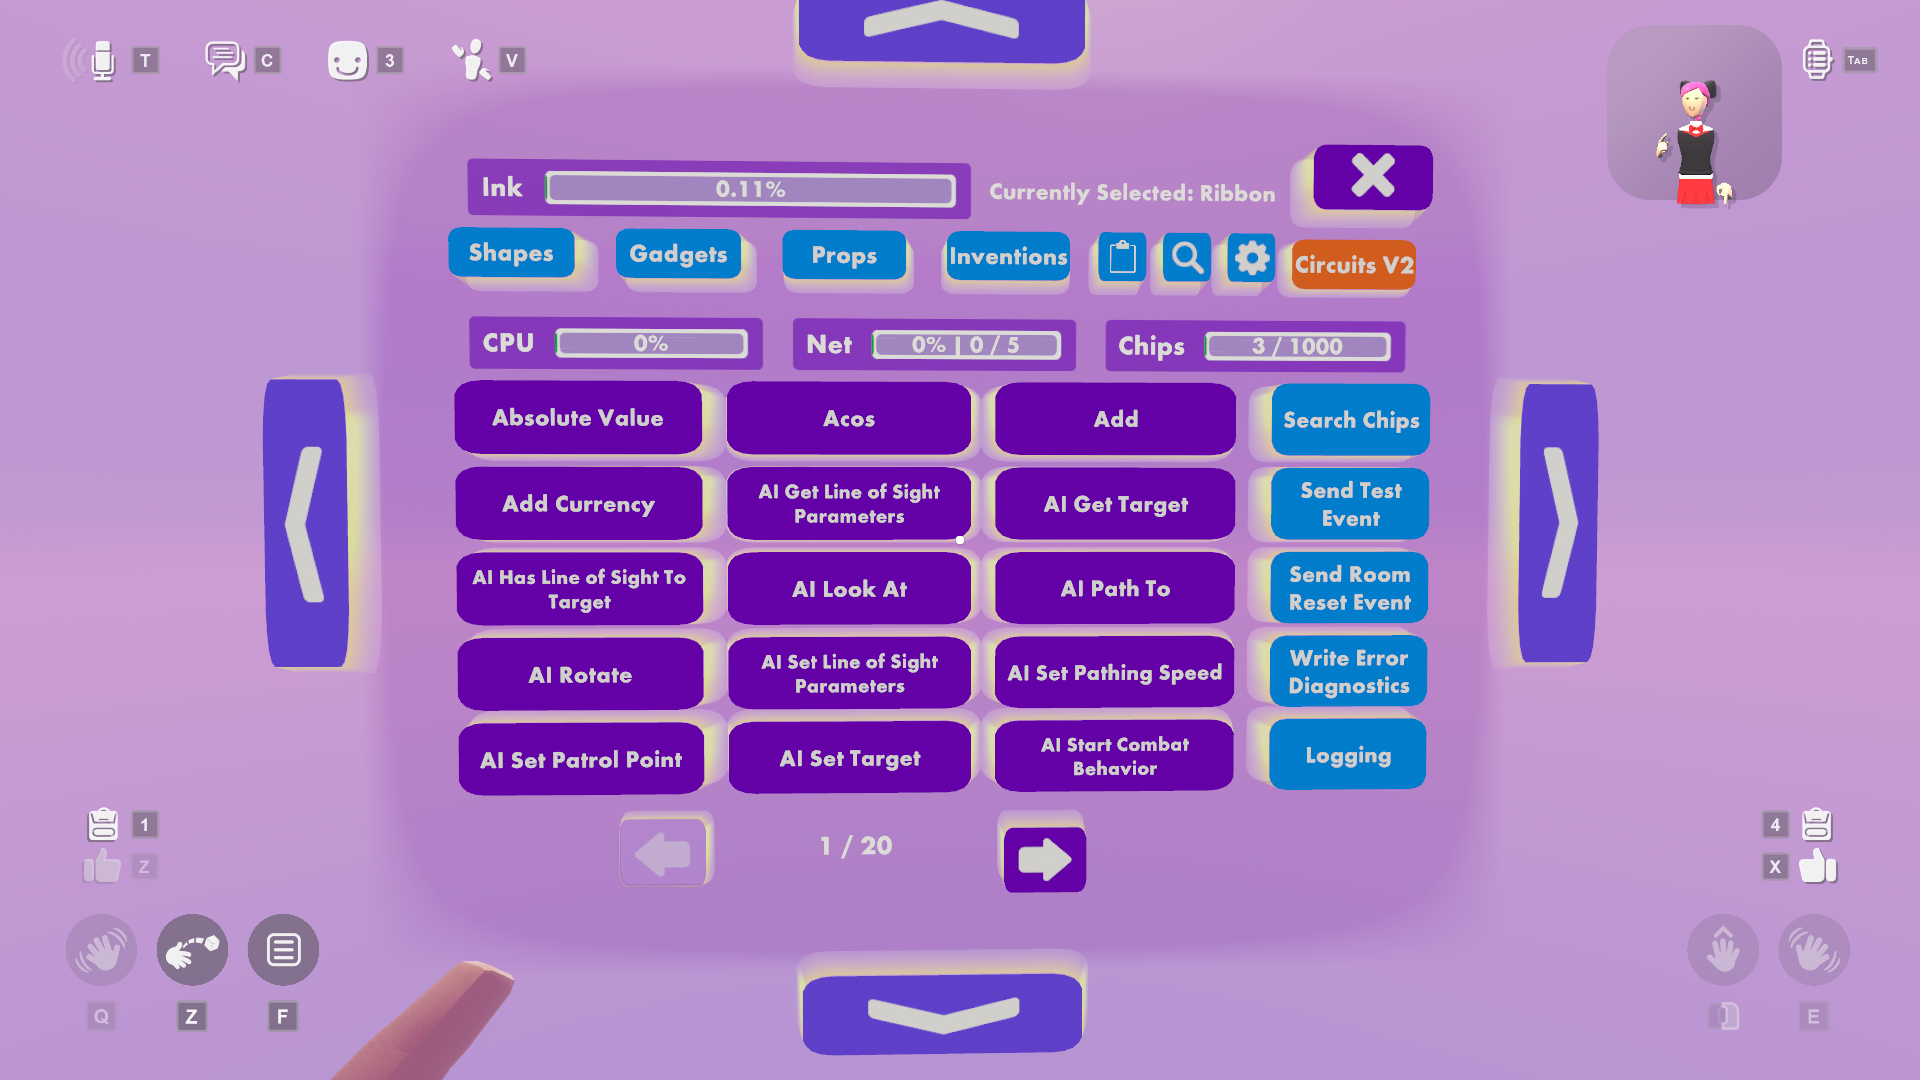 T
C
3
V
TAB
Ink
0.11%
Currently Selected: Ribbon
Shapes
Gadgets
Props
Inventions
Circuits V2
CPU
0%
Net
0% | 0 / 5
Chips
3 / 1000
Absolute Value
Acos
Add
Search Chips
Add Currency
AI Get Line of Sight
Parameters
AI Get Target
Send Test
Event
AI Has Line of Sight To
Target
AI Look At
AI Path To
Send Room
Reset Event
AI Rotate
AI Set Line of Sight
Parameters
AI Set Pathing Speed
Write Error
Diagnostics
AI Set Patrol Point
AI Set Target
AI Start Combat
Behavior
Logging
1 / 20
1
Z
4
X
Q
Z
F
E